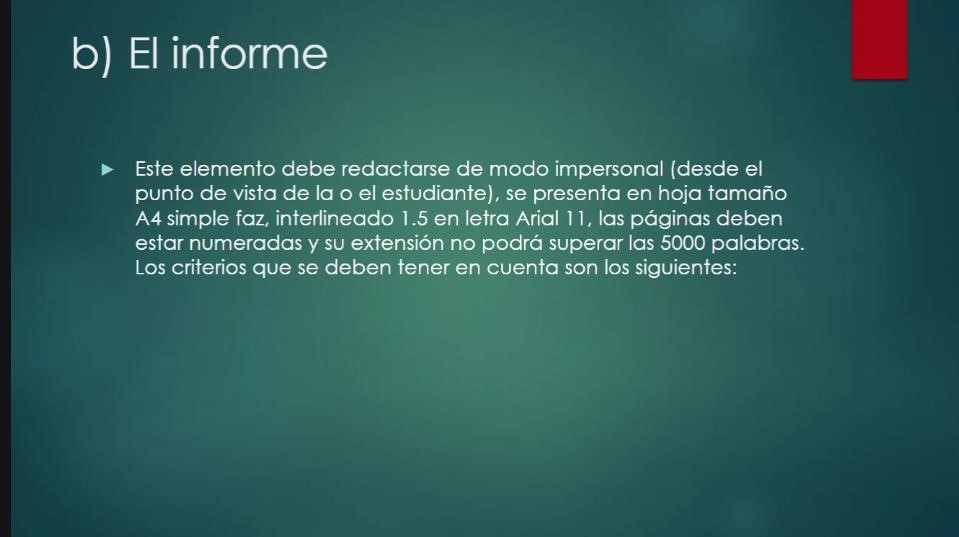 b) El informe
Este elemento debe redactarse de modo impersonal (desde el
punto de vista de la o el estudiante), se presenta en hoja tamaño
A4 simple faz, interlineado 1.5 en letra Arial 11, las páginas deben
estar numeradas y su extensión no podrá superar las 5000 palabras.
Los criterios que se deben tener en cuenta son los siguientes: